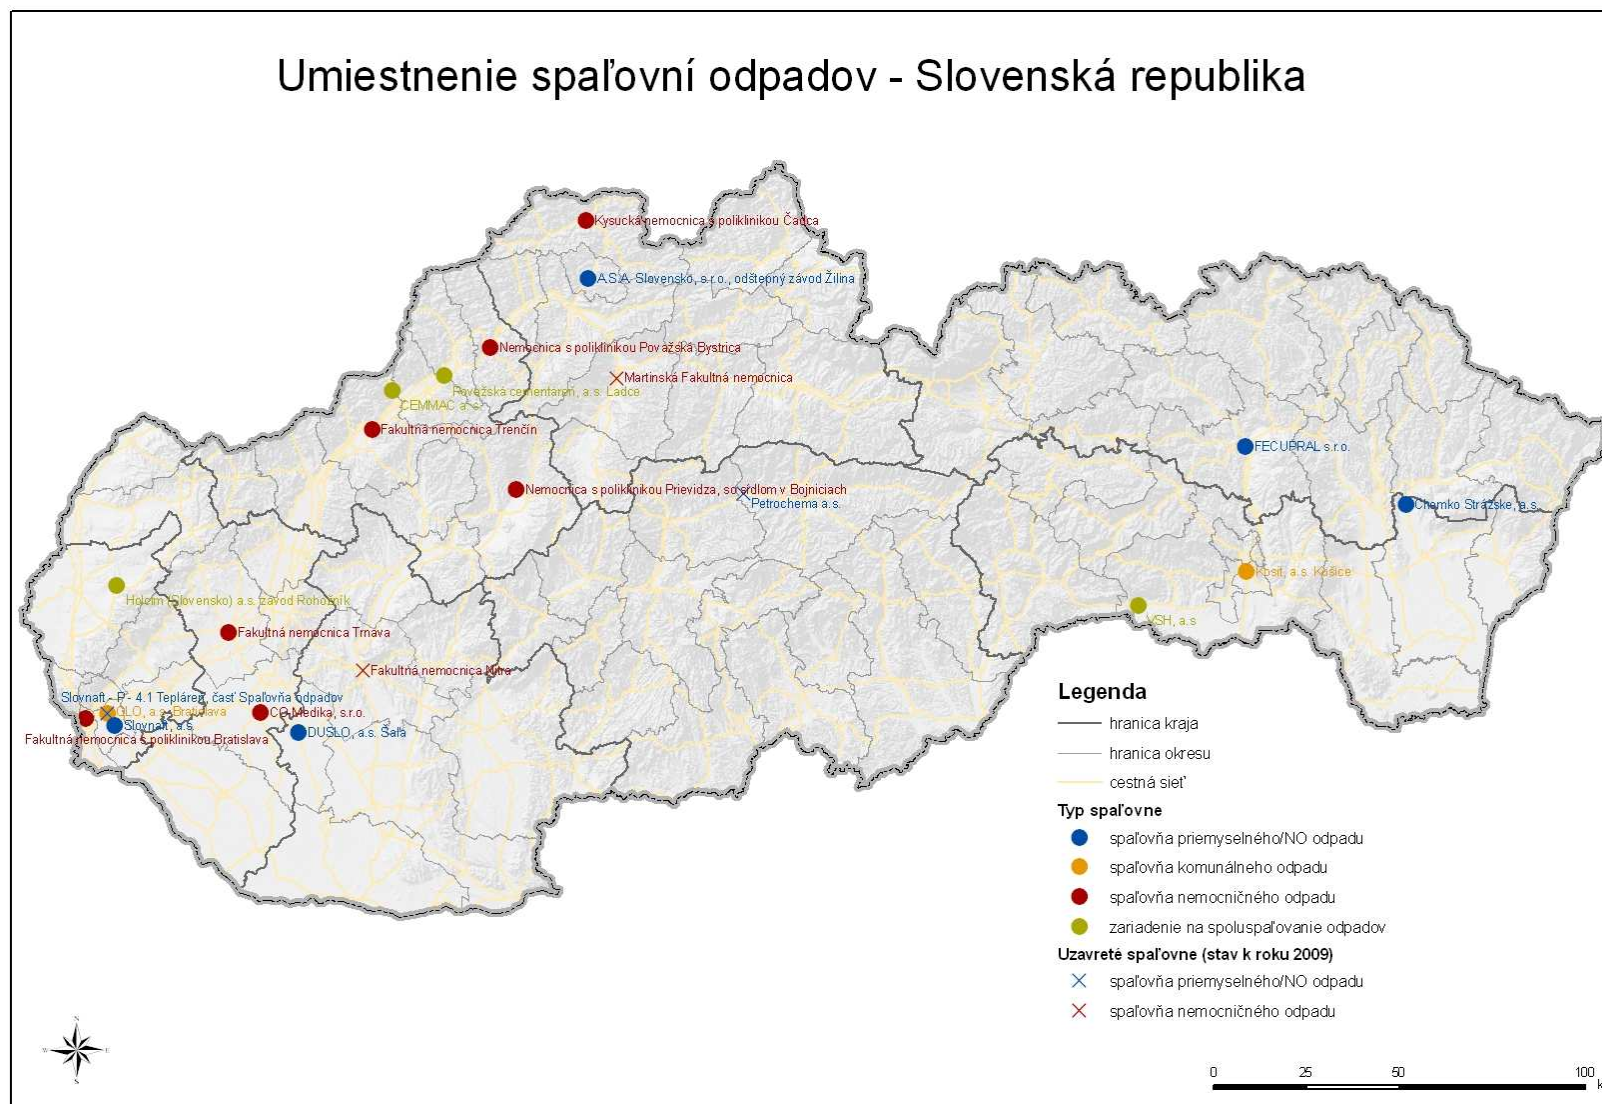 Umiestnenie spaľovní odpadov - Slovenská republika
Kysucká nemocnica s poliklinikou Čadca
A.S.A. Slovensko, s.r.o., odštepný závod Žilina
Nemocnica s poliklinikou Považská Bystrica
Martinská Fakultná nemocnica
Považská cementáreň, a.s. Ladce
CEMMAC a.s.
Fakultná nemocnica Trenčín
FECUPRAL s.r.o.
Nemocnica s poliklinikou Prievidza, so sídlom v Bojniciach
Petrochema a.s.
Chemko Strážske, a.s.
Kosit, a.s. Košice
Holcim (Slovensko) a.s. závod Rohožník
VSH, a.s
Fakultná nemocnica Trnava
Fakultná nemocnica Nitra
Slovnaft - P - 4.1 Tepláreň, časť Spaľovňa odpadov
OLO, a.s. Bratislava
CO-Medika, s.r.o.
Slovnaft, a.s.
DUSLO, a.s. Šaľa
Fakultná nemocnica s poliklinikou Bratislava
Legenda
hranica kraja
hranica okresu
cestná sieť
Typ spaľovne
spaľovňa priemyselného/NO odpadu
spaľovňa komunálneho odpadu
spaľovňa nemocničného odpadu
zariadenie na spoluspaľovanie odpadov
Uzavreté spaľovne (stav k roku 2009)
spaľovňa priemyselného/NO odpadu
spaľovňa nemocničného odpadu
N
W E
S
0 25 50 100
k